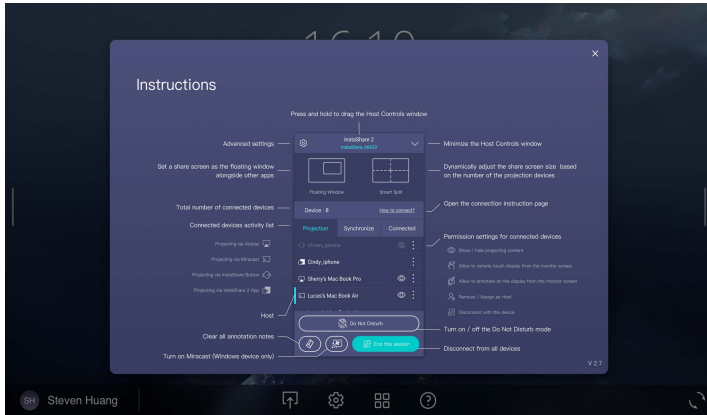 Instructions
Press and hold to drag the Host Controls window
Advanced settings
InstaShare 2
Minimize the Host Controls window
Set a share screen as the floating window
alongside other apps
Floating Window
Smart Split
Dynamically adjust the share screen size based
on the number of the projection devices
Total number of connected devices
Device : 8
How to connect?
Open the connection instruction page
Connected devices activity list
Projection
Synchronize
Connected
Permission settings for connected devices
Projecting via Airplay
Projecting via Miracast
Projecting via InstaShare Button
Projecting via InstaShare 2 App
Vivian_iphone
Cindy_iphone
Sherry's Mac Book Pro
Lucas's Mac Book Air
Show / hide projecting content
Allow to remote touch display from the monitor screen
Allow to annotate on the display from the monitor screen
Remove / Assign as Host
Disconnect with the device
Host
Do Not Disturb
Turn on / off the Do Not Disturb mode
Clear all annotation notes
End this session
Disconnect from all devices
Turn on Miracast (Windows device only)
V 2.7
SH
Steven Huang